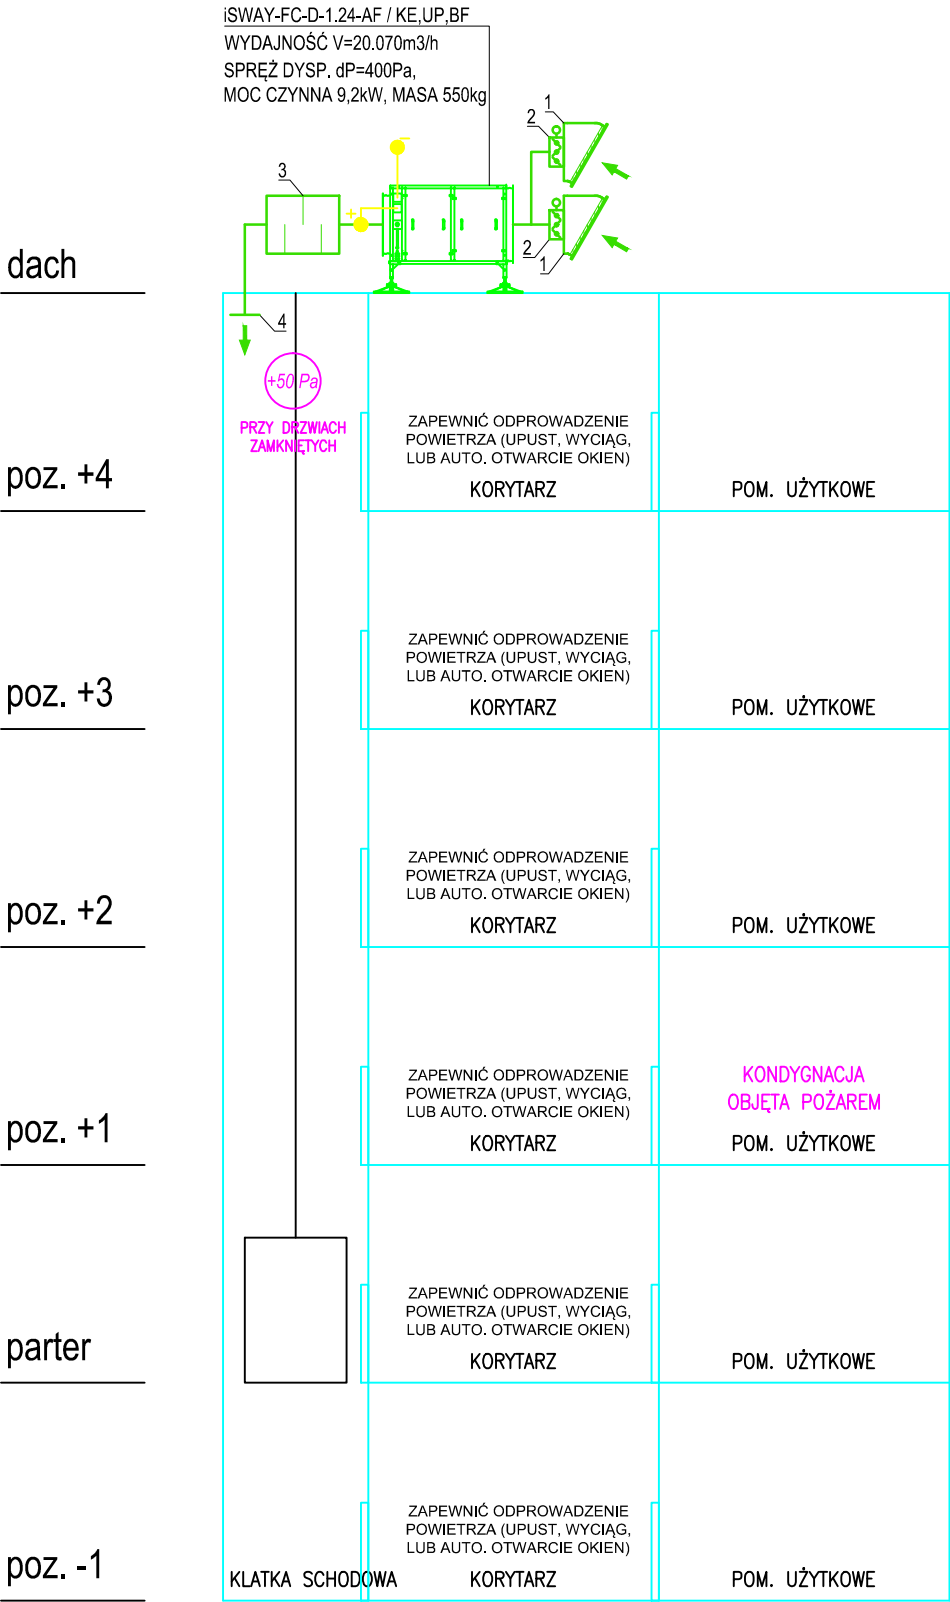 iSWAY-FC-D-1.24-AF / KE,UP,BF
WYDAJNOŚĆ V=20.070m3/h
SPRĘŻ DYSP. dP=400Pa,
MOC CZYNNA 9,2kW, MASA 550kg
1
2
3
+
-
2
1
dach
4
+50 Pa
PRZY DRZWIACH
ZAMKNIĘTYCH
ZAPEWNIĆ ODPROWADZENIE
POWIETRZA (UPUST, WYCIĄG,
LUB AUTO. OTWARCIE OKIEN)
poz. +4
KORYTARZ
POM. UŻYTKOWE
ZAPEWNIĆ ODPROWADZENIE
POWIETRZA (UPUST, WYCIĄG,
LUB AUTO. OTWARCIE OKIEN)
poz. +3
KORYTARZ
POM. UŻYTKOWE
ZAPEWNIĆ ODPROWADZENIE
POWIETRZA (UPUST, WYCIĄG,
LUB AUTO. OTWARCIE OKIEN)
poz. +2
KORYTARZ
POM. UŻYTKOWE
ZAPEWNIĆ ODPROWADZENIE
POWIETRZA (UPUST, WYCIĄG,
LUB AUTO. OTWARCIE OKIEN)
KONDYGNACJA
OBJĘTA POŻAREM
poz. +1
KORYTARZ
POM. UŻYTKOWE
ZAPEWNIĆ ODPROWADZENIE
POWIETRZA (UPUST, WYCIĄG,
LUB AUTO. OTWARCIE OKIEN)
parter
KORYTARZ
POM. UŻYTKOWE
ZAPEWNIĆ ODPROWADZENIE
POWIETRZA (UPUST, WYCIĄG,
LUB AUTO. OTWARCIE OKIEN)
poz. -1
KLATKA SCHODOWA
KORYTARZ
POM. UŻYTKOWE